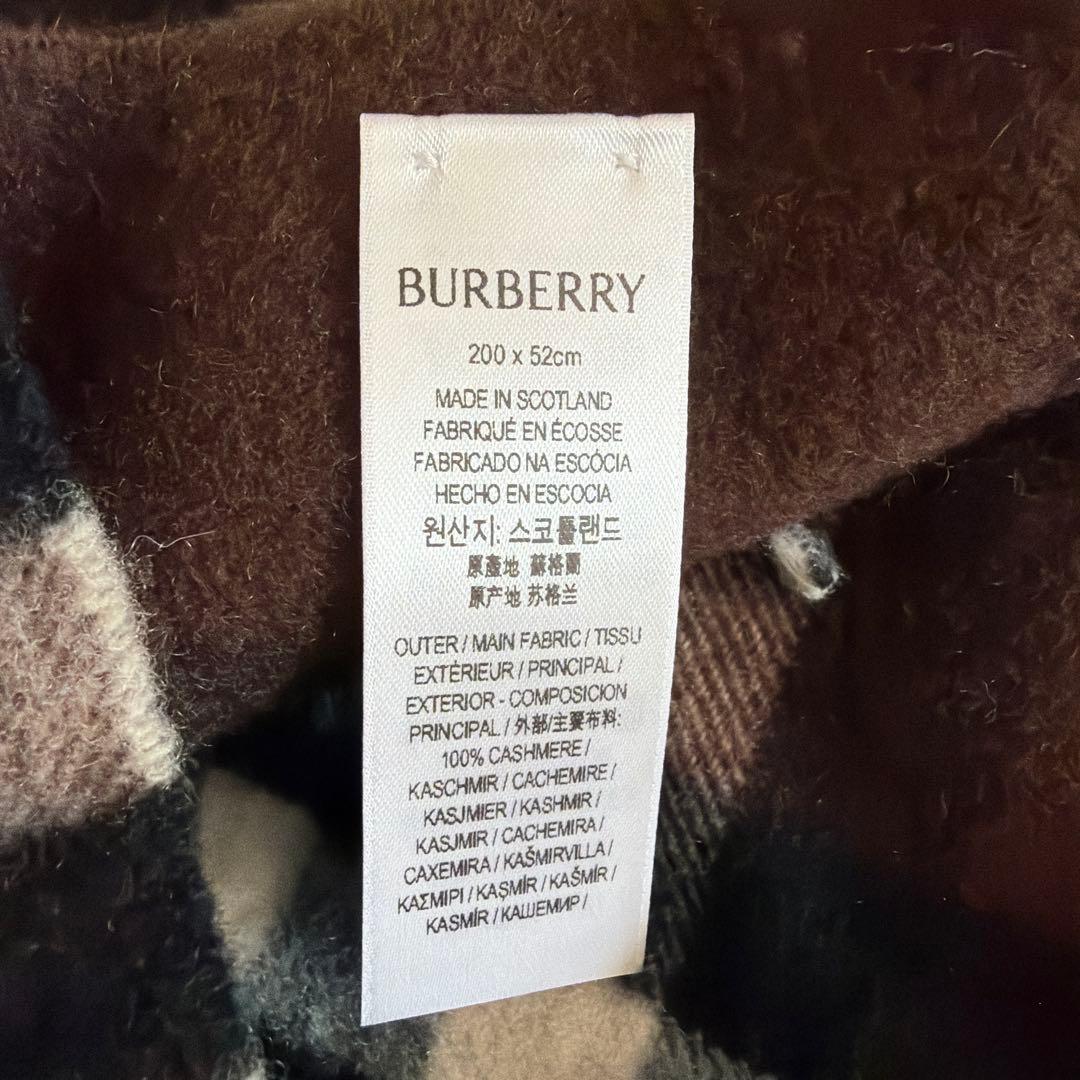 BURBERRY
200 x 52cm
MADE IN SCOTLAND
FABRIQUÉ EN ÉCOSSE
FABRICADO NA ESCÓCIA
HECHO EN ESCOCIA
원산지: 스코틀랜드
原產地 蘇格蘭
原产地 苏格兰
OUTER / MAIN FABRIC / TISSU
EXTÉRIEUR / PRINCIPAL /
EXTERIOR - COMPOSICION
PRINCIPAL / 外部/主要布料:
100% CASHMERE /
KASCHMIR / CACHEMIRE /
KASJMIER / KASHMIR /
KASJMIR / CACHEMIRA /
CAXEMIRA / KAŠMIRVILLA /
ΚΑΣΜΙΡΙ / KAŞMİR / KAŠMÍR /
KASMÍR / КАШЕМИР /